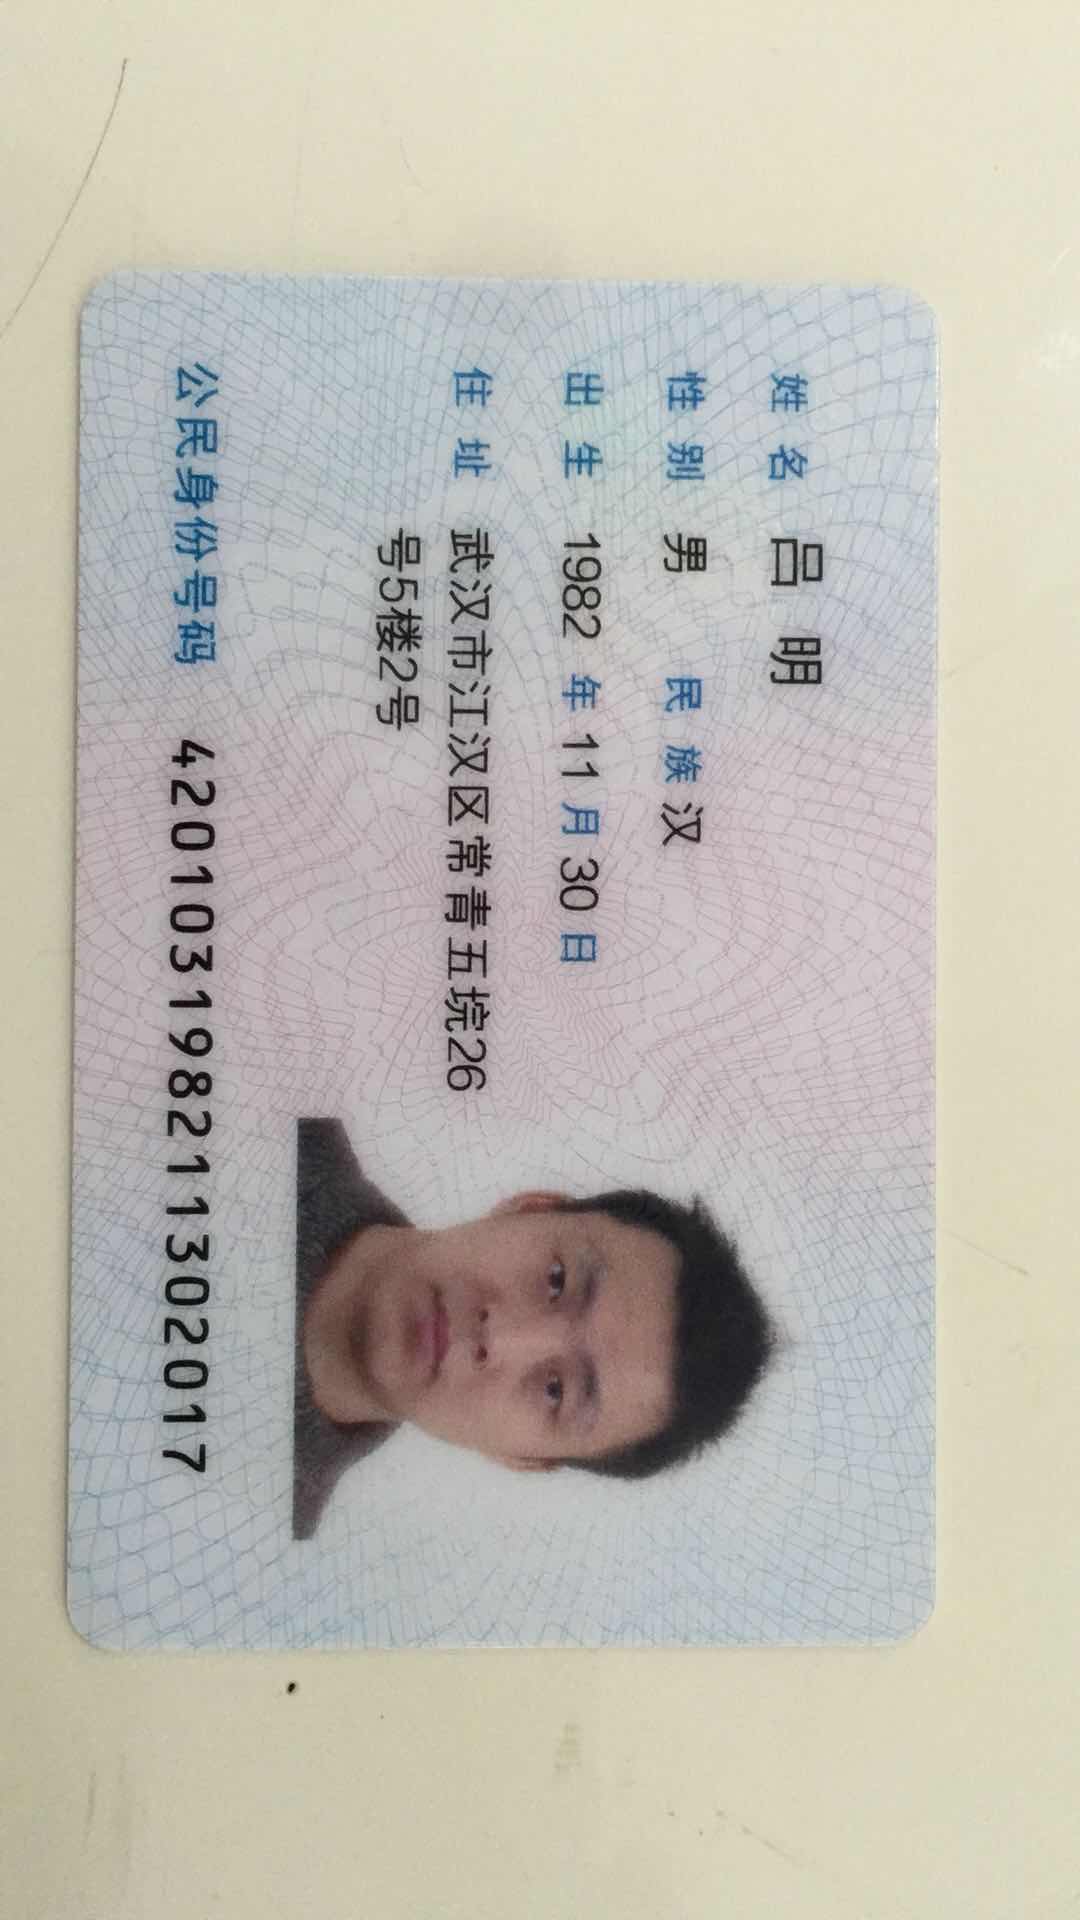 姓名 吕明
性别 男 民族 汉
出生 1982 年 11 月 30 日
住址 武汉市江汉区常青五垸26
号5楼2号
公民身份号码 420103198211302017